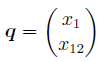 q = ( x₁
x₁₂ )